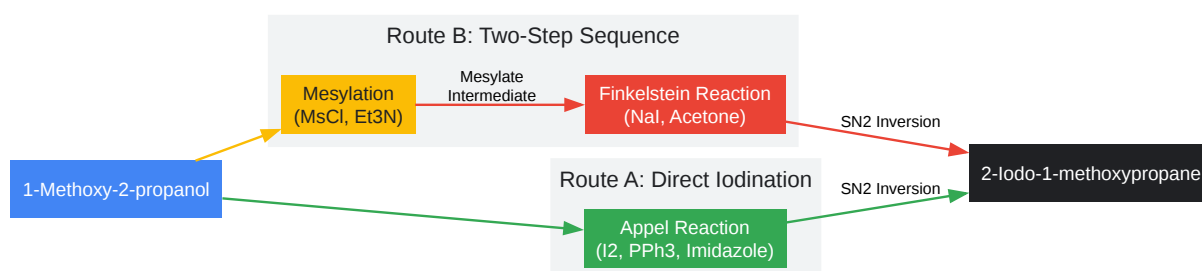 Route B: Two-Step Sequence
Mesylation
(MsCl, Et3N)
Mesylate
Intermediate
Finkelstein Reaction
(NaI, Acetone)
SN2 Inversion
1-Methoxy-2-propanol
2-Iodo-1-methoxypropane
Route A: Direct Iodination
SN2 Inversion
Appel Reaction
(I2, PPh3, Imidazole)